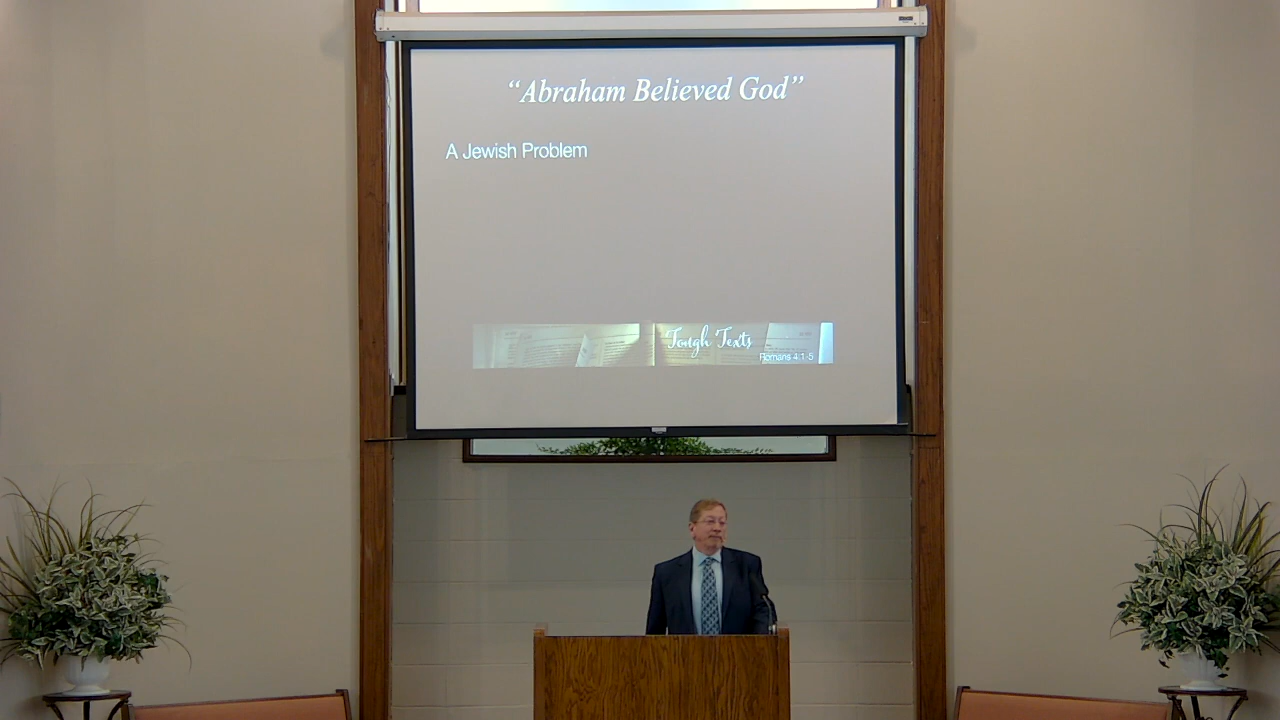 “Abraham Believed God”
A Jewish Problem
Tough Texts
Romans 4:1-5